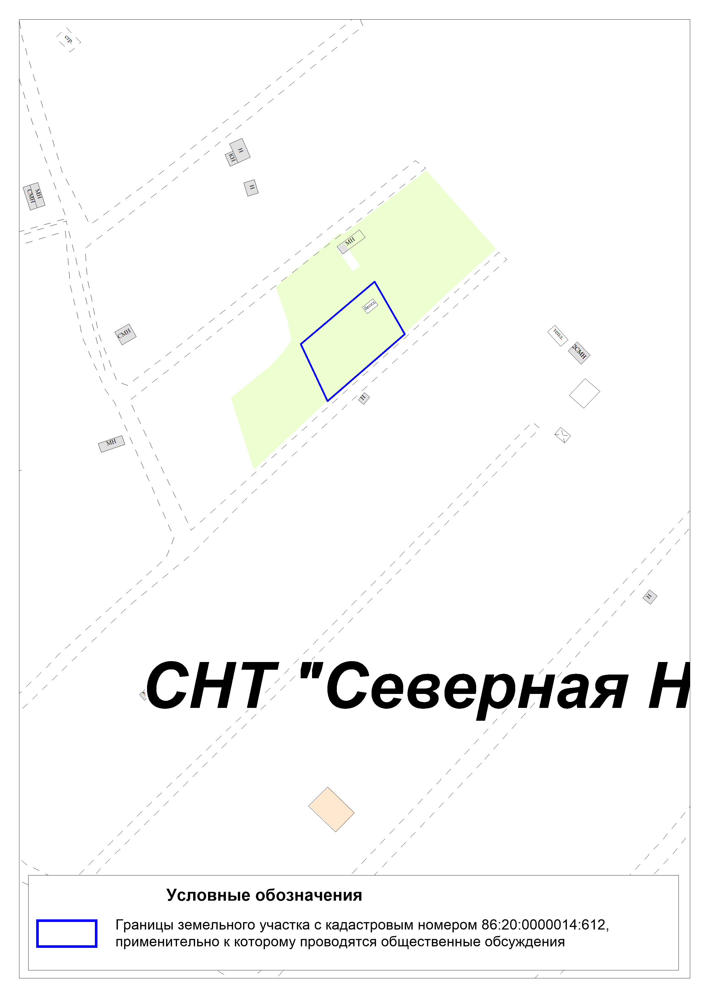 стр.
Н
КН
Н
МН
СМН
МН
бесел.
СМН
тепл.
2СМН
Н
МН
Н
СНТ "Северная Н
Условные обозначения
Границы земельного участка с кадастровым номером 86:20:0000014:612,
применительно к которому проводятся общественные обсуждения